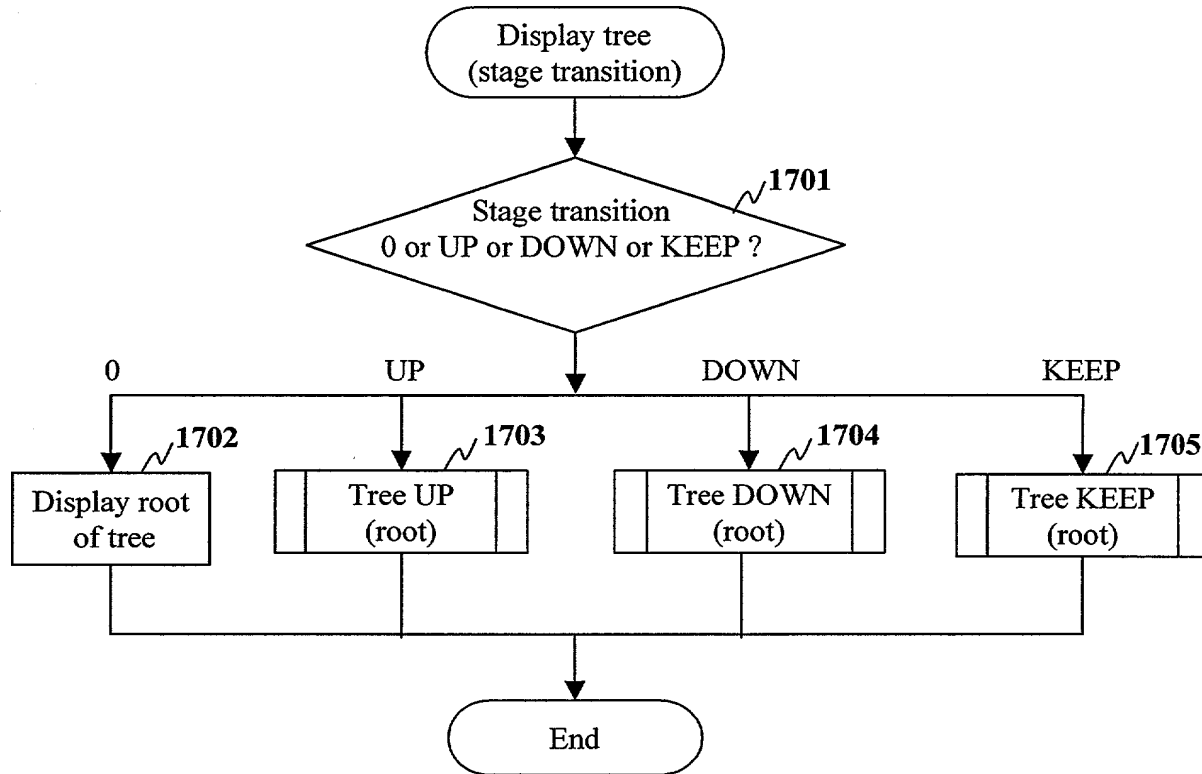 Display tree
(stage transition)
1701
Stage transition
0 or UP or DOWN or KEEP ?
0
UP
DOWN
KEEP
1702
1703
1704
1705
Display root
of tree
Tree UP
(root)
Tree DOWN
(root)
Tree KEEP
(root)
End